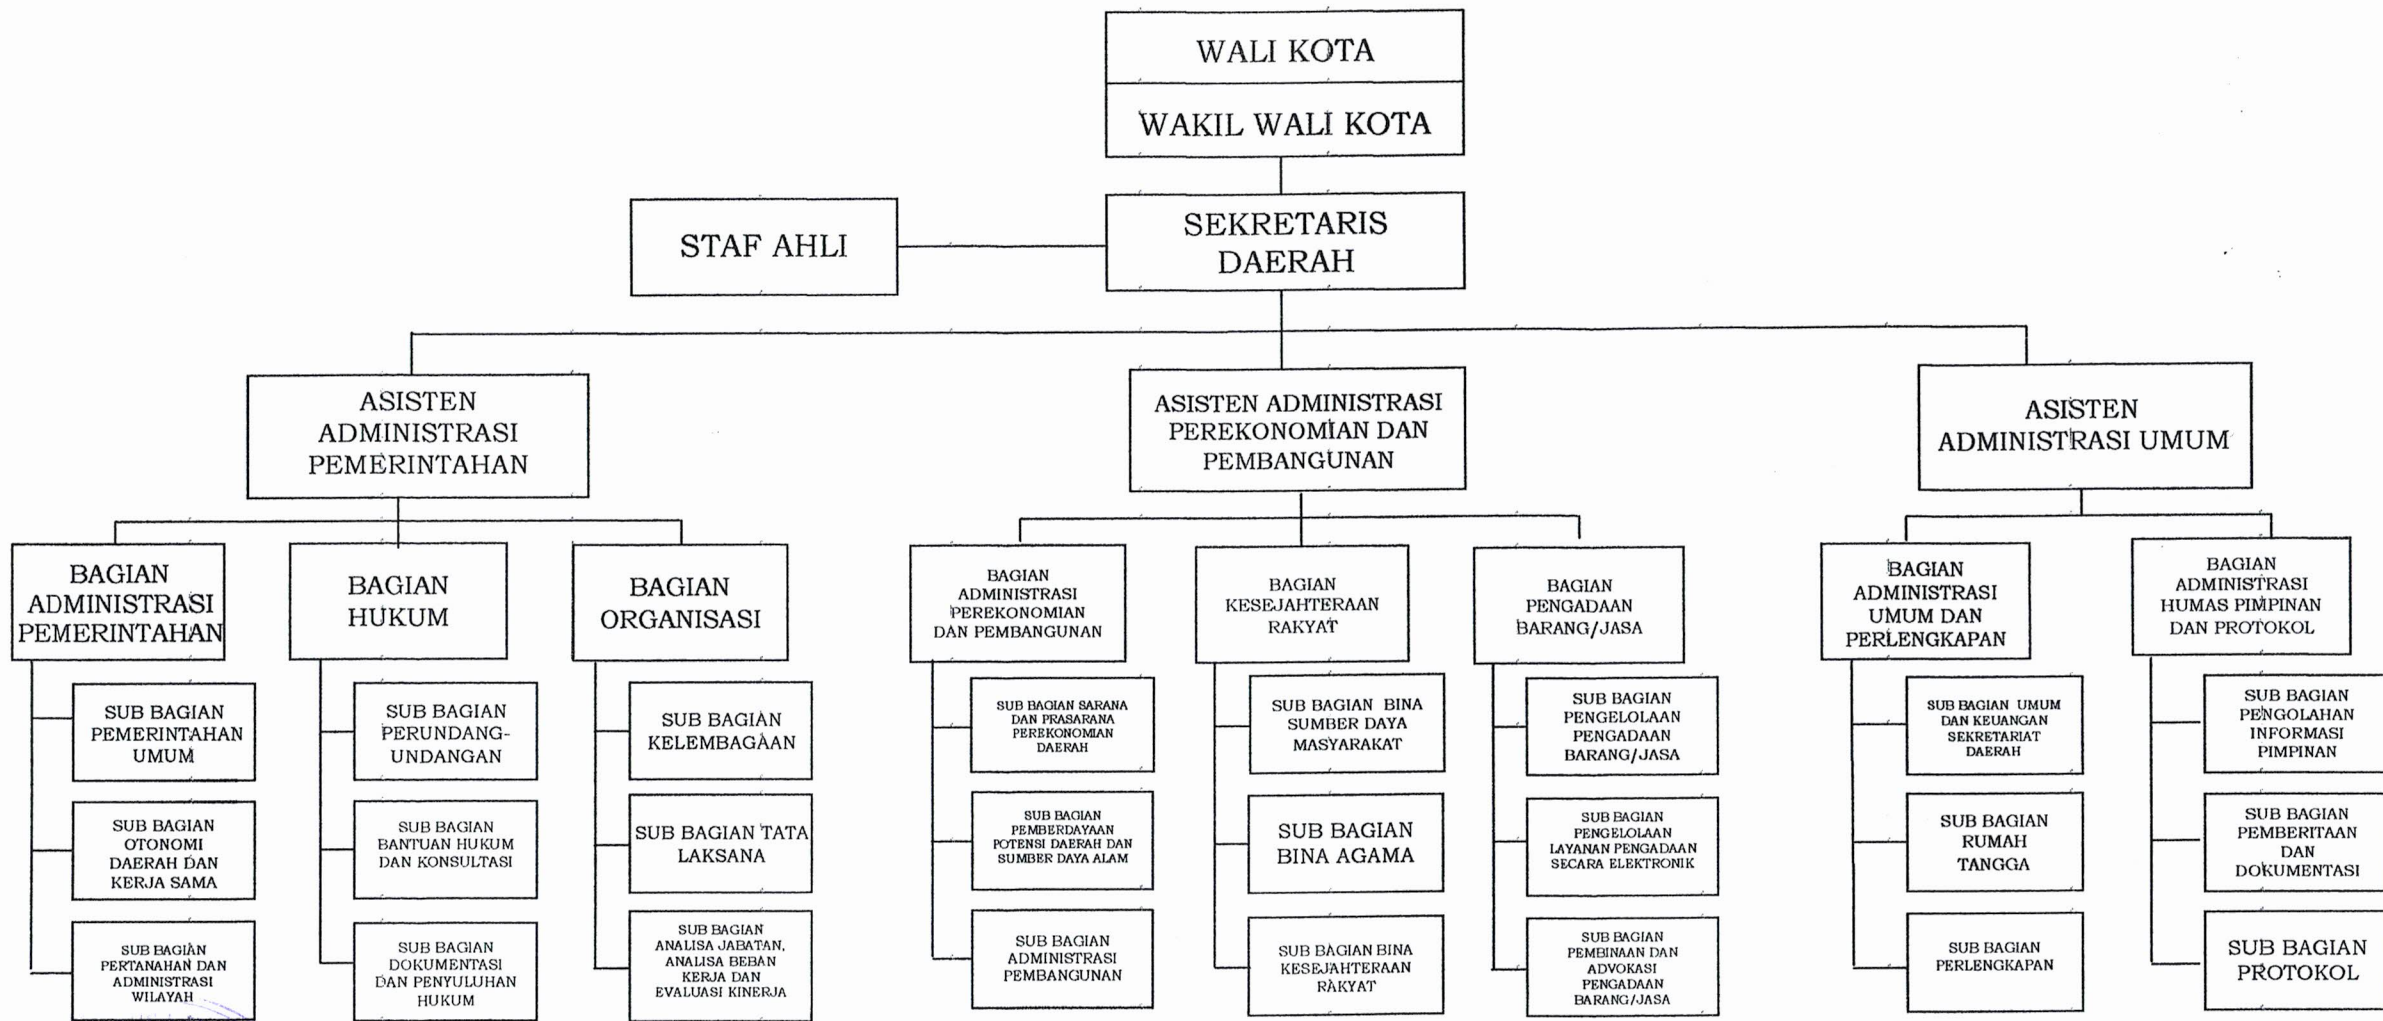 WALI KOTA
WAKIL WALI KOTA
STAF AHLI
SEKRETARIS
DAERAH
ASISTEN
ADMINISTRASI
PEMERINTAHAN
ASISTEN ADMINISTRASI
PEREKONOMIAN DAN
PEMBANGUNAN
ASISTEN
ADMINISTRASI UMUM
BAGIAN
ADMINISTRASI
PEMERINTAHAN
BAGIAN
HUKUM
BAGIAN
ORGANISASI
BAGIAN
ADMINISTRASI
PEREKONOMIAN
DAN PEMBANGUNAN
BAGIAN
KESEJAHTERAAN
RAKYAT
BAGIAN
PENGADAAN
BARANG/JASA
BAGIAN
ADMINISTRASI
UMUM DAN
PERLENGKAPAN
BAGIAN
ADMINISTRASI
HUMAS PIMPINAN
DAN PROTOKOL
SUB BAGIAN
PEMERINTAHAN
UMUM
SUB BAGIAN
PERUNDANG-
UNDANGAN
SUB BAGIAN
KELEMBAGAAN
SUB BAGIAN SARANA
DAN PRASARANA
PEREKONOMIAN
DAERAH
SUB BAGIAN BINA
SUMBER DAYA
MASYARAKAT
SUB BAGIAN
PENGELOLAAN
PENGADAAN
BARANG/JASA
SUB BAGIAN UMUM
DAN KEUANGAN
SEKRETARIAT
DAERAH
SUB BAGIAN
PENGOLAHAN
INFORMASI
PIMPINAN
SUB BAGIAN
OTONOMI
DAERAH DAN
KERJA SAMA
SUB BAGIAN
BANTUAN HUKUM
DAN KONSULTASI
SUB BAGIAN TATA
LAKSANA
SUB BAGIAN
PEMBERDAYAAN
POTENSI DAERAH DAN
SUMBER DAYA ALAM
SUB BAGIAN
BINA AGAMA
SUB BAGIAN
PENGELOLAAN
LAYANAN PENGADAAN
SECARA ELEKTRONIK
SUB BAGIAN
RUMAH
TANGGA
SUB BAGIAN
PEMBERITAAN
DAN
DOKUMENTASI
SUB BAGIAN
PERTANAHAN DAN
ADMINISTRASI
WILAYAH
SUB BAGIAN
DOKUMENTASI
DAN PENYULUHAN
HUKUM
SUB BAGIAN
ANALISA JABATAN,
ANALISA BEBAN
KERJA DAN
EVALUASI KINERJA
SUB BAGIAN
ADMINISTRASI
PEMBANGUNAN
SUB BAGIAN BINA
KESEJAHTERAAN
RAKYAT
SUB BAGIAN
PEMBINAAN DAN
ADVOKASI
PENGADAAN
BARANG/JASA
SUB BAGIAN
PERLENGKAPAN
SUB BAGIAN
PROTOKOL